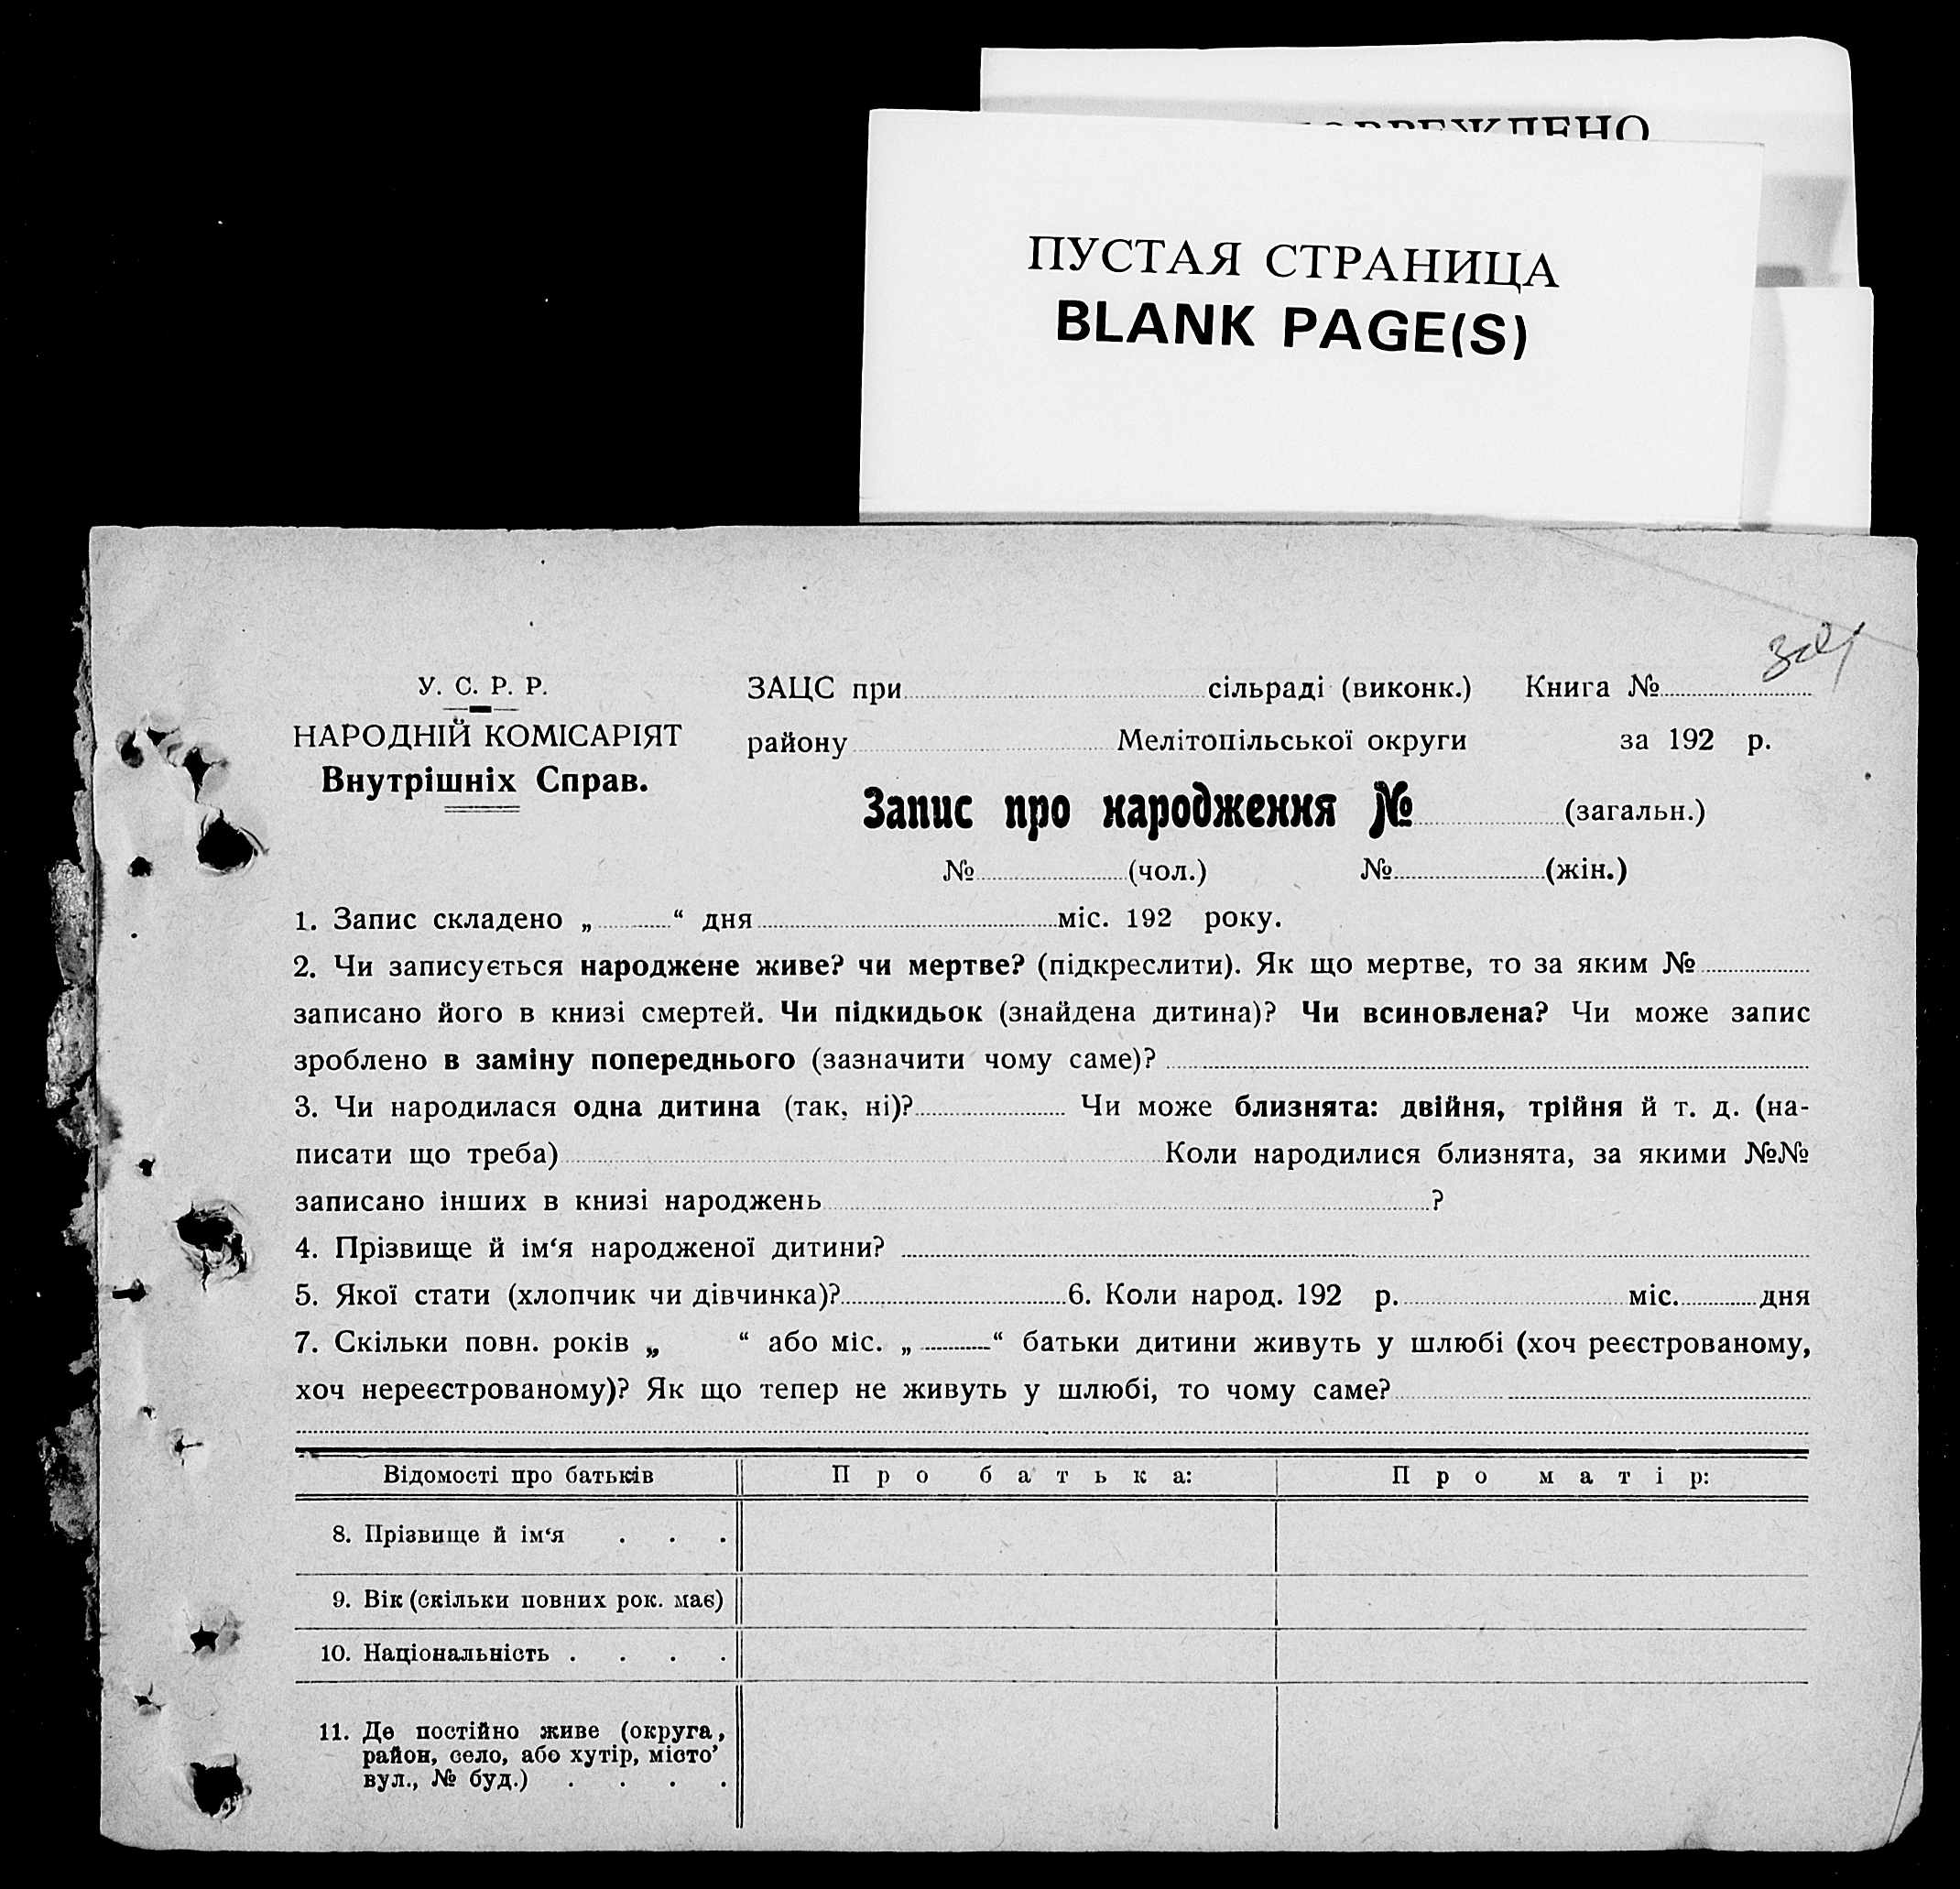 ПУСТАЯ СТРАНИЦА
BLANK PAGE(S)
У. С. Р. Р.
НАРОДНІЙ КОМІСАРІЯТ
Внутрішніх Справ.
ЗАЦС при сільраді (виконк.) Книга №
району Мелітопільської округи за 192 р.
Запис про народження № (загальн.)
№ (чол.) № (жін.)
1. Запис складено „ “ дня міс. 192 року.
2. Чи записується народжене живе? чи мертве? (підкреслити). Як що мертве, то за яким №
записано його в книзі смертей. Чи підкидьок (знайдена дитина)? Чи всиновлена? Чи може запис
зроблено в заміну попереднього (зазначити чому саме)?
3. Чи народилася одна дитина (так, ні)? Чи може близнята: двійня, трійня й т. д. (на-
писати що треба) Коли народилися близнята, за якими №№
записано інших в книзі народжень ?
4. Прізвище й ім‘я народженої дитини?
5. Якої стати (хлопчик чи дівчинка)? 6. Коли народ. 192 р. міс. дня
7. Скільки повн. років „ “ або міс. „ “ батьки дитини живуть у шлюбі (хоч реєстрованому,
хоч нереєстрованому)? Як що тепер не живуть у шлюбі, то чому саме?
Відомості про батьків Про батька: Про матір:
8. Прізвище й ім‘я . . .
9. Вік (скільки повних рок. має)
10. Національність . . . .
11. Де постійно живе (округа,
район, село, або хутір, місто’
вул., № буд.) . . . .